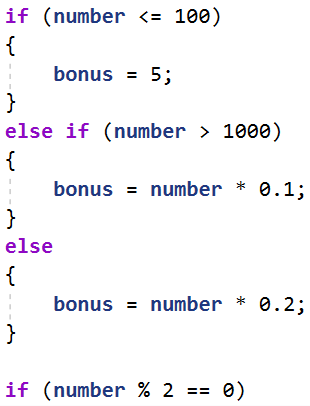 if (number <= 100)
{
    bonus = 5;
}
else if (number > 1000)
{
    bonus = number * 0.1;
}
else
{
    bonus = number * 0.2;
}

if (number % 2 == 0)